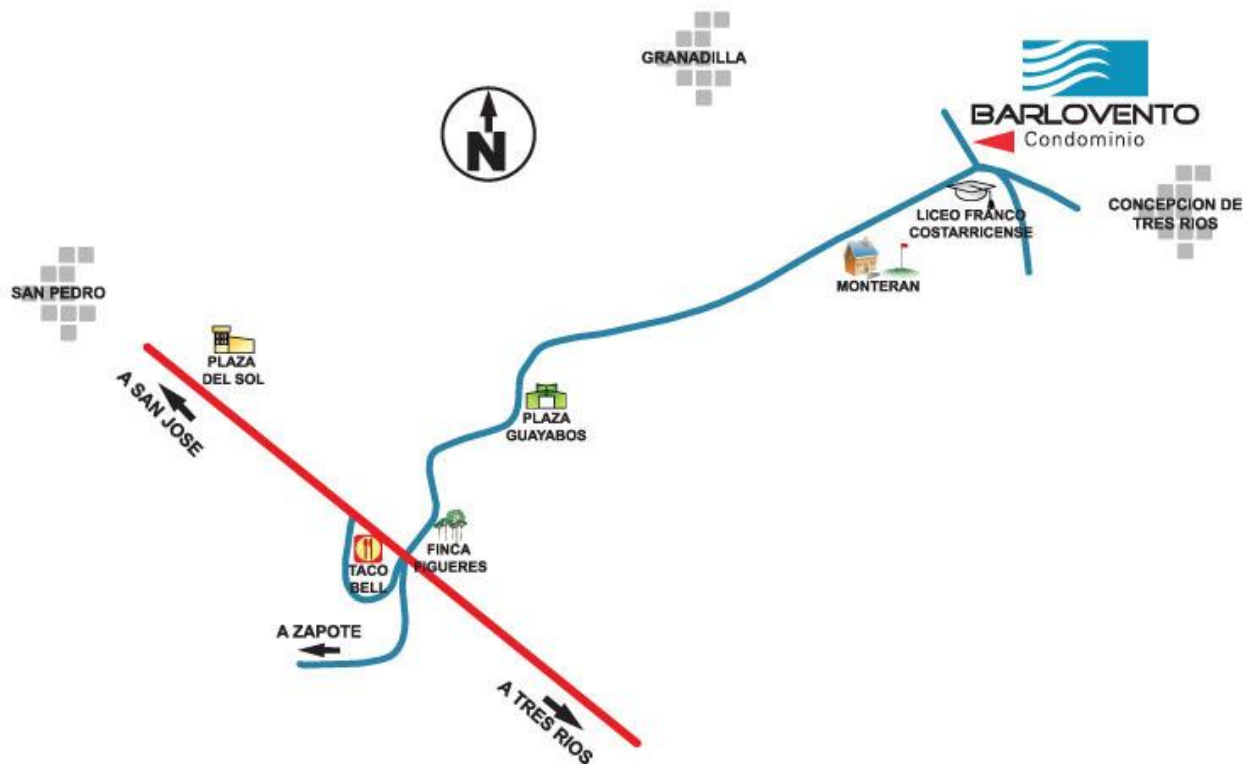 GRANADILLA
BARLOVENTO
Condominio
N
CONCEPCION DE
TRES RIOS
LICEO FRANCO
COSTARRICENSE
MONTERAN
SAN PEDRO
PLAZA
DEL SOL
A SAN JOSE
PLAZA
GUAYABOS
TACO
BELL
FINCA
FIGUERES
A ZAPOTE
A TRES RIOS